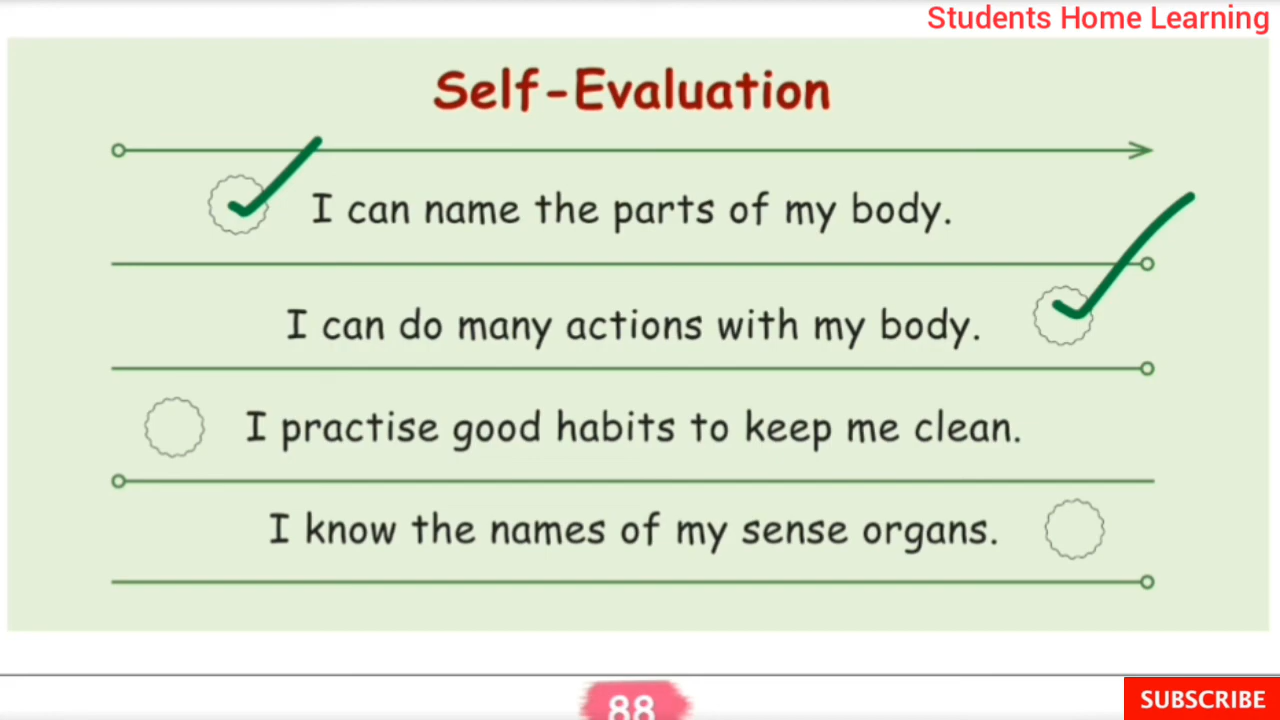 Students Home Learning
Self-Evaluation
I can name the parts of my body.
I can do many actions with my body.
I practise good habits to keep me clean.
I know the names of my sense organs.
88
SUBSCRIBE